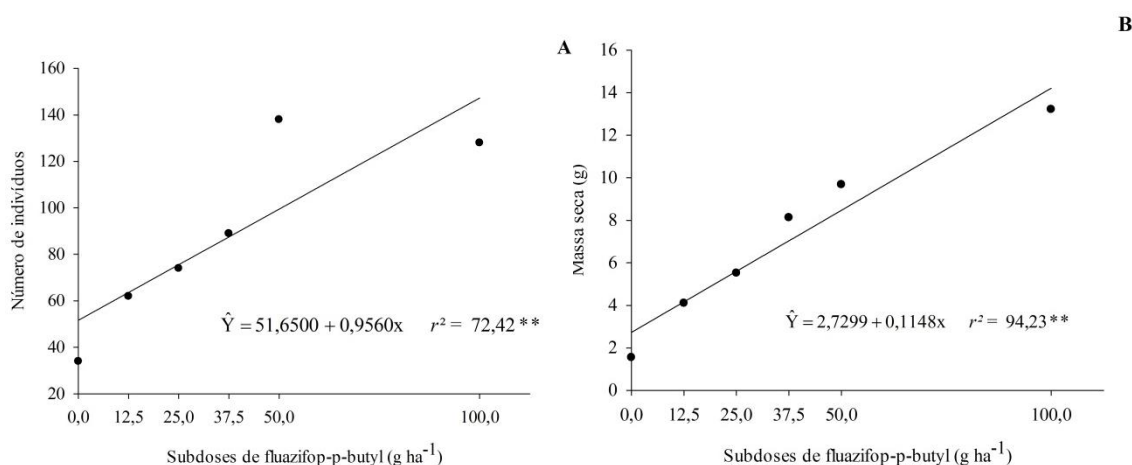 A
Número de indivíduos
160
140
120
100
80
60
40
20
Ŷ = 51,6500 + 0,9560x r² = 72,42 **
0,0 12,5 25,0 37,5 50,0 100,0
Subdoses de fluazifop-p-butyl (g ha⁻¹)
B
Massa seca (g)
16
14
12
10
8
6
4
2
0
Ŷ = 2,7299 + 0,1148x r² = 94,23 **
0,0 12,5 25,0 37,5 50,0 100,0
Subdoses de fluazifop-p-butyl (g ha⁻¹)